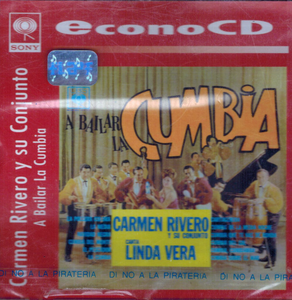 SONY
econoCD
Carmen Rivero y su Conjunto
A Bailar La Cumbia
A BAILAR
LA
CUMBIA
CARMEN RIVERO
Y SU CONJUNTO
CANTA
LINDA VERA
DI NO A LA PIRATERIA DI NO A LA PIRATERIA DI NO A LA PIRATERIA